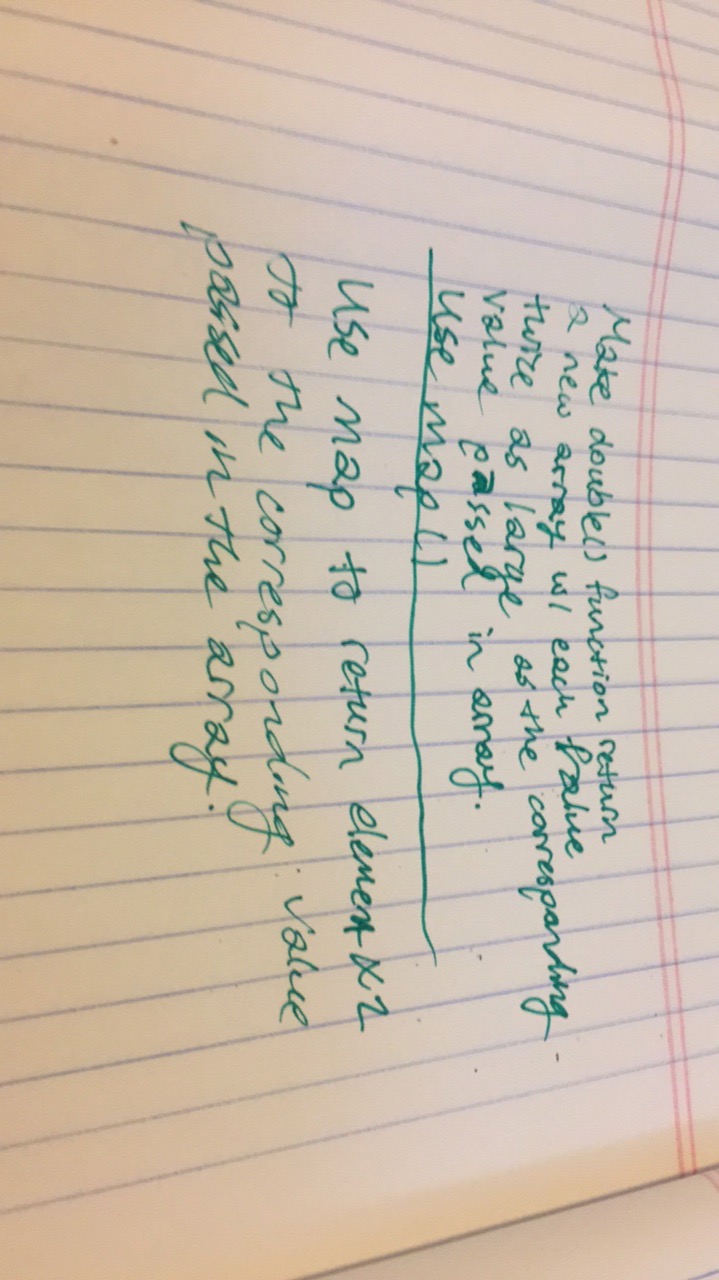 Make double() function return
a new array w/ each value
twice as large as the corresponding
value passed in array.
Use map()
Use map to return element x 2
to the corresponding value
passed in the array.